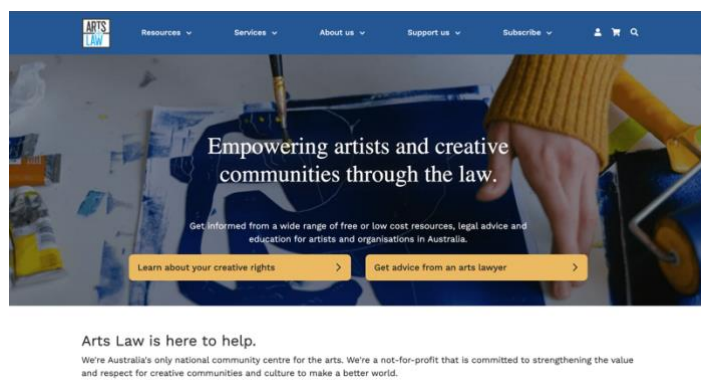 ARTS
LAW
Resources
Services
About us
Support us
Subscribe
Empowering artists and creative
communities through the law.
Get informed from a wide range of free or low cost resources, legal advice and
education for artists and organisations in Australia.
Learn about your creative rights
Get advice from an arts lawyer
Arts Law is here to help.
We're Australia's only national community centre for the arts. We're a not-for-profit that is committed to strengthening the value
and respect for creative communities and culture to make a better world.